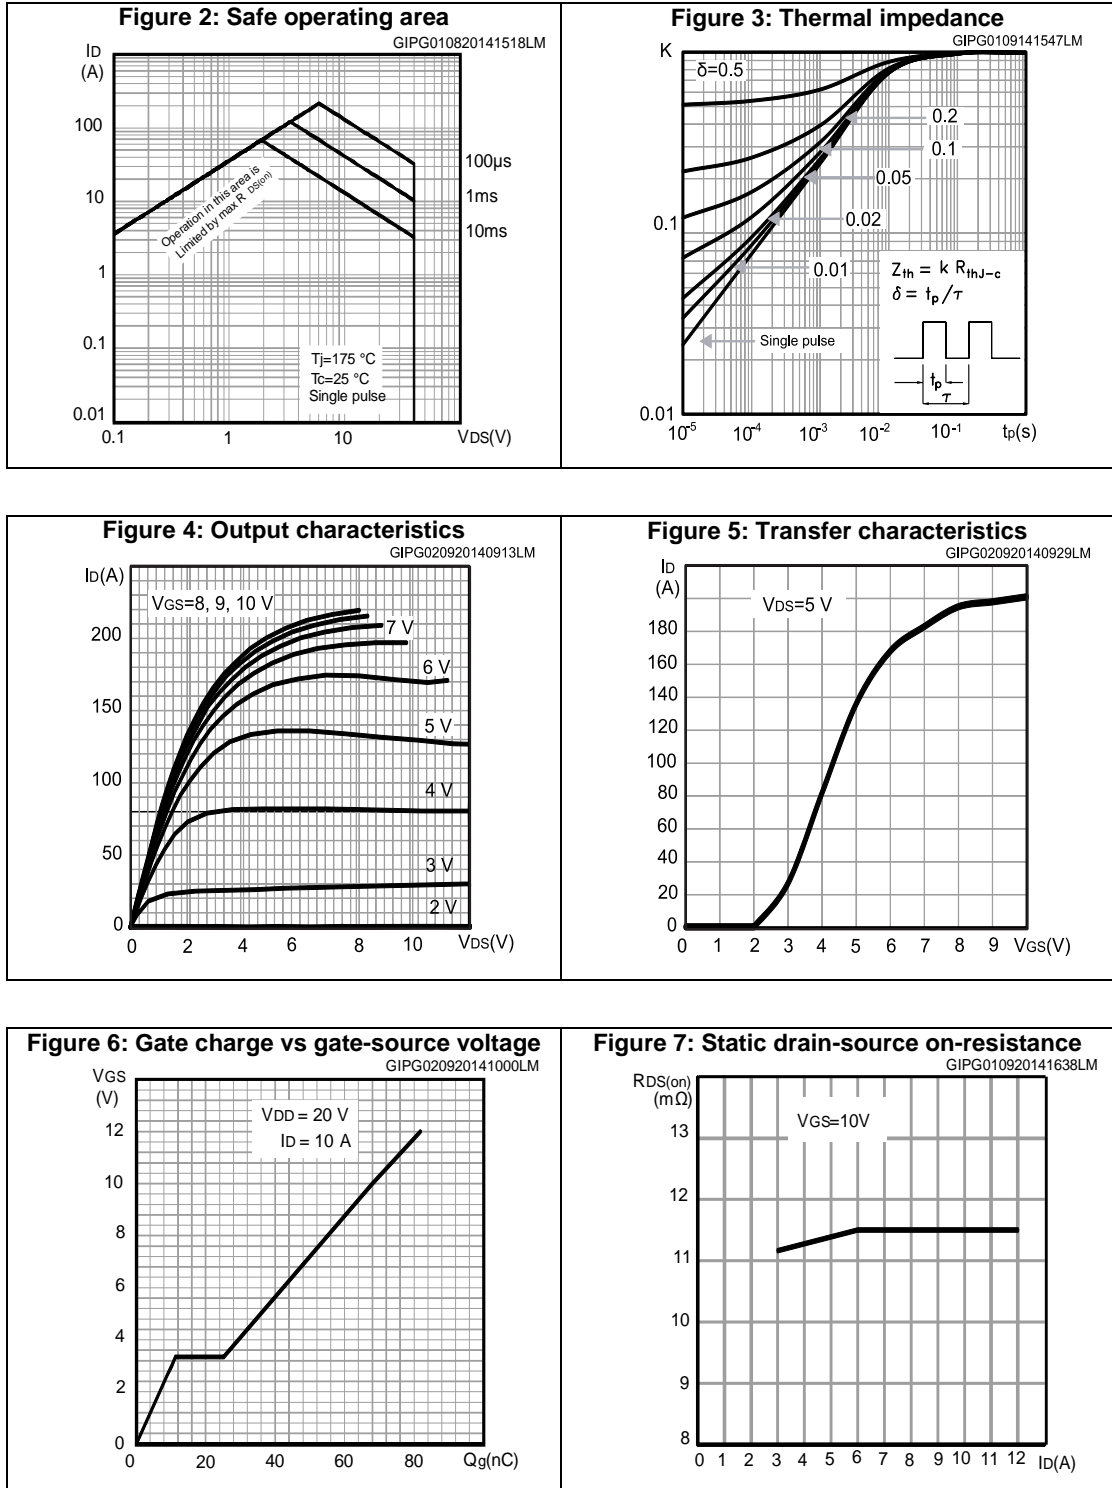 Figure 2: Safe operating area
GIPG010820141518LM
ID
(A)
100
10
1
0.1
0.01
0.1
1
10
VDS(V)
100µs
1ms
10ms
Operation in this area is
Limited by max R DS(on)
Tj=175 °C
Tc=25 °C
Single pulse
Figure 3: Thermal impedance
GIPG0109141547LM
K
δ=0.5
0.2
0.1
0.05
0.02
0.01
Single pulse
0.1
0.01
Zth = k RthJ-c
δ = tp/τ
tp
τ
10-5
10-4
10-3
10-2
10-1
tp(s)
Figure 4: Output characteristics
GIPG020920140913LM
ID(A)
VGS=8, 9, 10 V
7 V
6 V
5 V
4 V
3 V
2 V
200
150
100
50
0
0
2
4
6
8
10
VDS(V)
Figure 5: Transfer characteristics
GIPG020920140929LM
ID
(A)
VDS=5 V
180
160
140
120
100
80
60
40
20
0
0
1
2
3
4
5
6
7
8
9
VGS(V)
Figure 6: Gate charge vs gate-source voltage
GIPG020920141000LM
VGS
(V)
VDD = 20 V
ID = 10 A
12
10
8
6
4
2
0
0
20
40
60
80
Qg(nC)
Figure 7: Static drain-source on-resistance
GIPG010920141638LM
RDS(on)
(mΩ)
VGS=10V
13
12
11
10
9
8
0 1 2 3 4 5 6 7 8 9 10 11 12 ID(A)